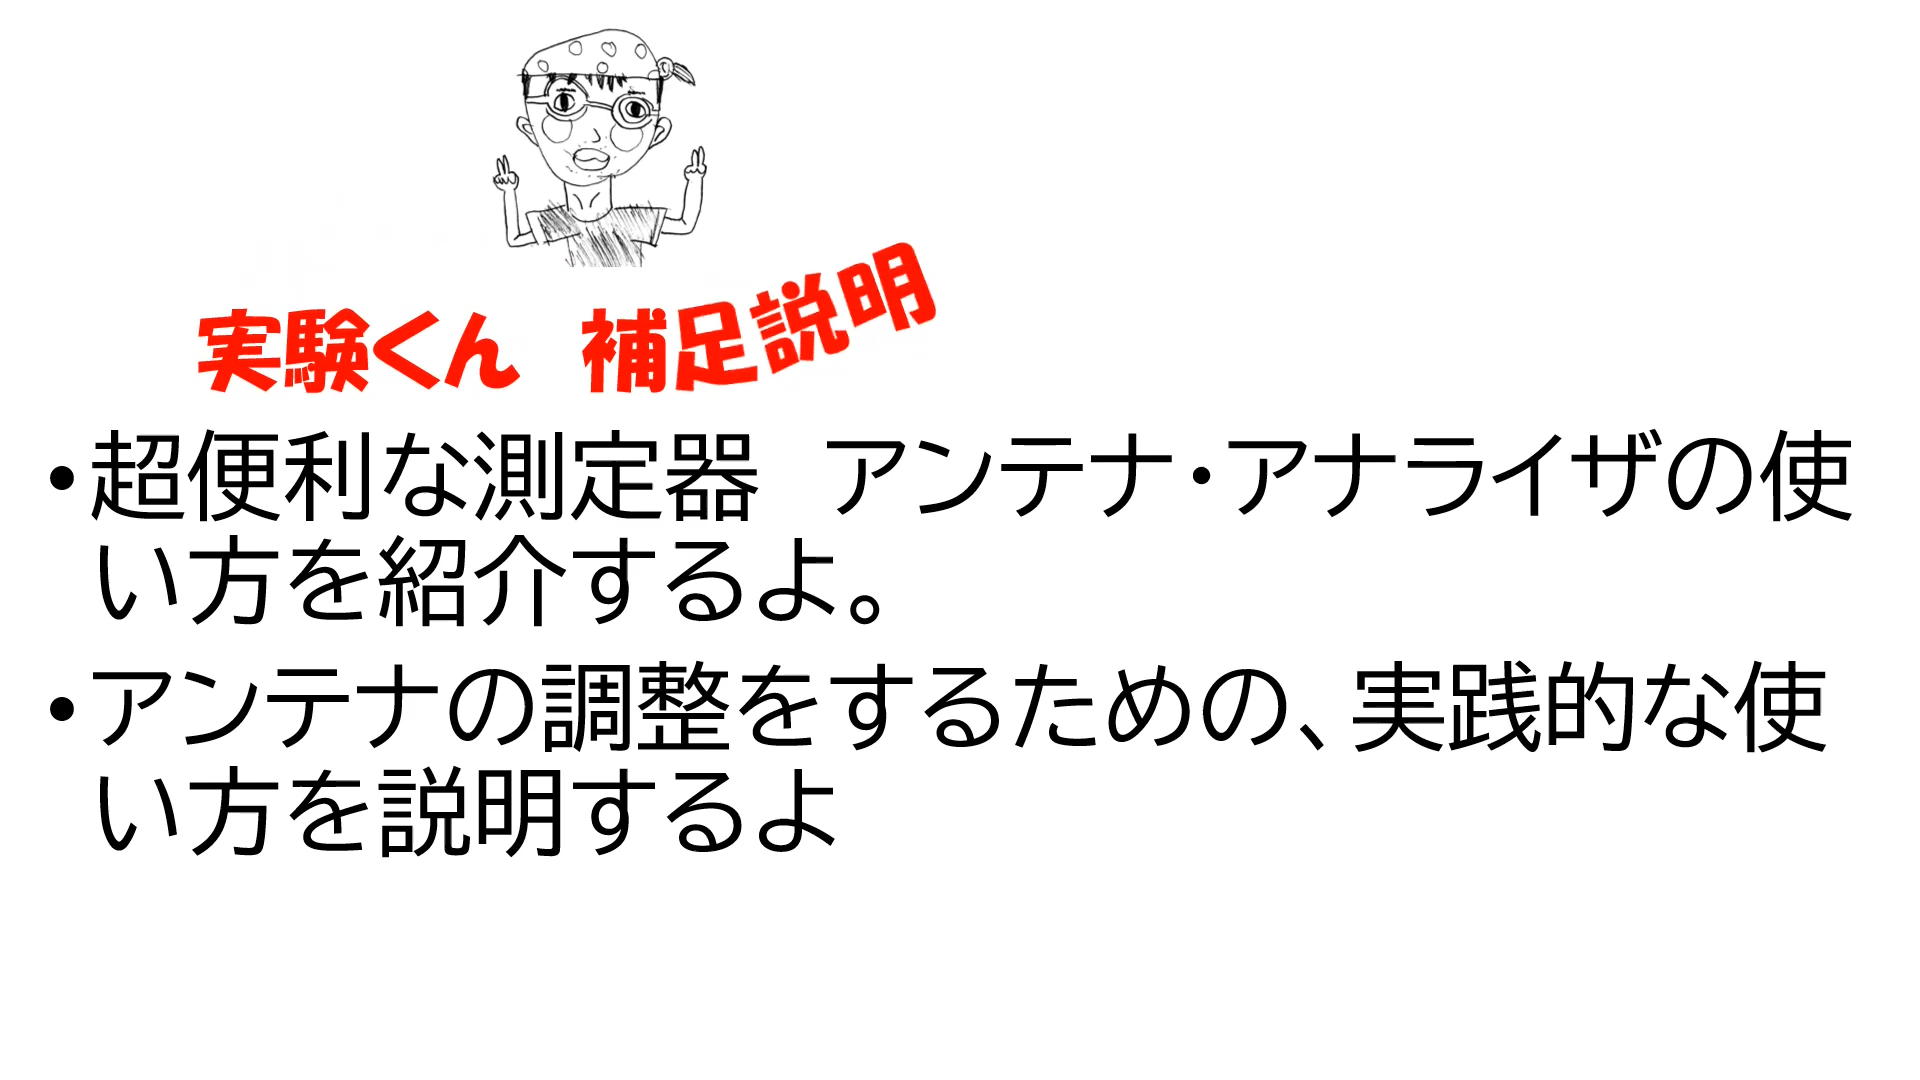 実験くん　補足説明
•超便利な測定器　アンテナ・アナライザの使
い方を紹介するよ。
•アンテナの調整をするための、実践的な使
い方を説明するよ